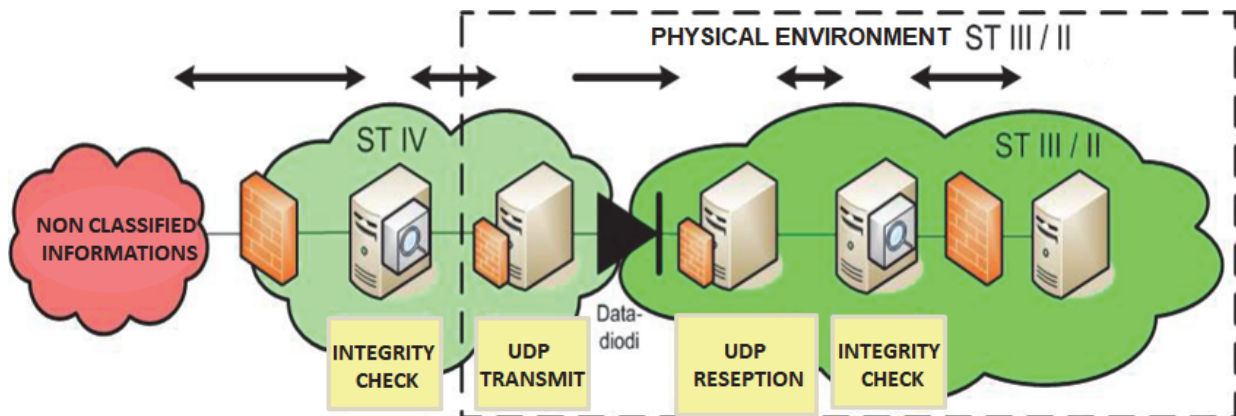 PHYSICAL ENVIRONMENT ST III / II
ST IV
ST III / II
NON CLASSIFIED
INFORMATIONS
Data-
diodi
INTEGRITY
CHECK
UDP
TRANSMIT
UDP
RESEPTION
INTEGRITY
CHECK